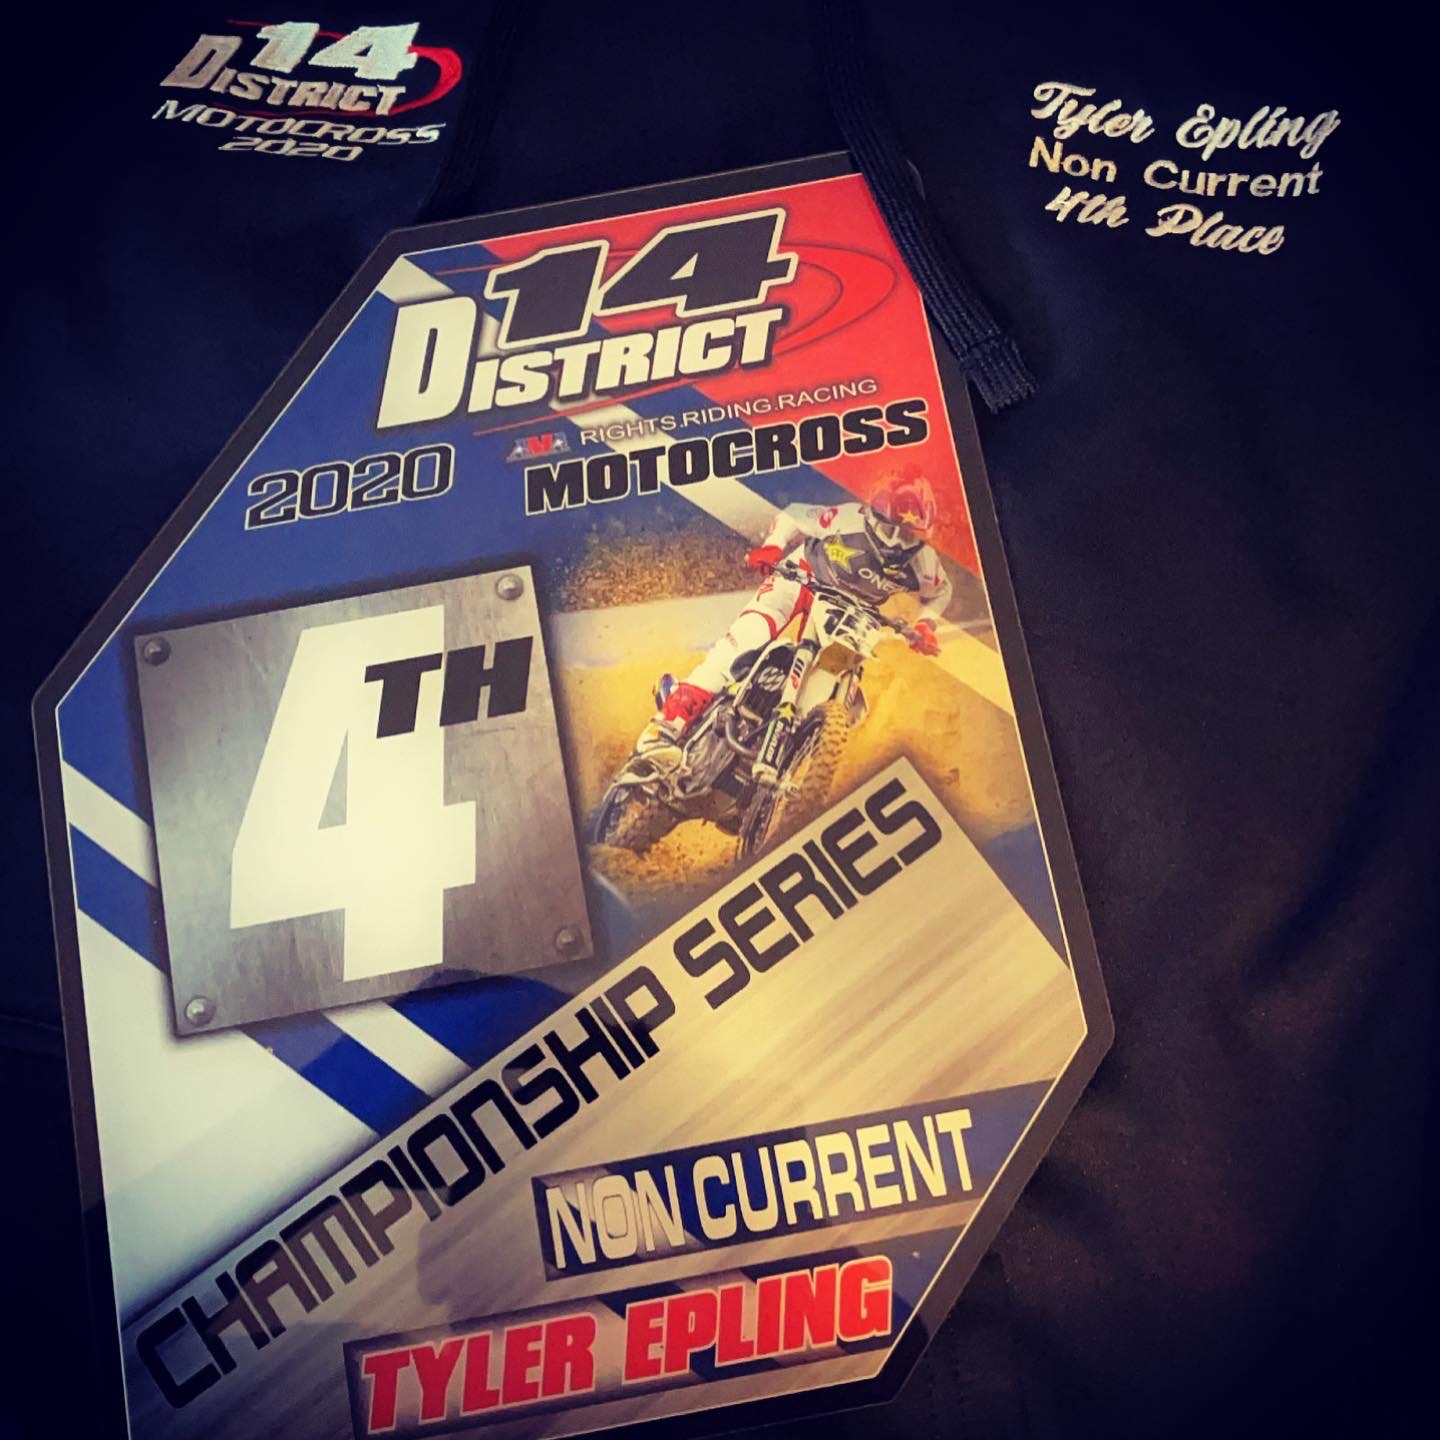 14
DISTRICT
MOTOCROSS
2020
Tyler Epling
Non Current
4th Place
14
DISTRICT
AMA RIGHTS.RIDING.RACING
2020 MOTOCROSS
4TH
CHAMPIONSHIP SERIES
NON CURRENT
TYLER EPLING